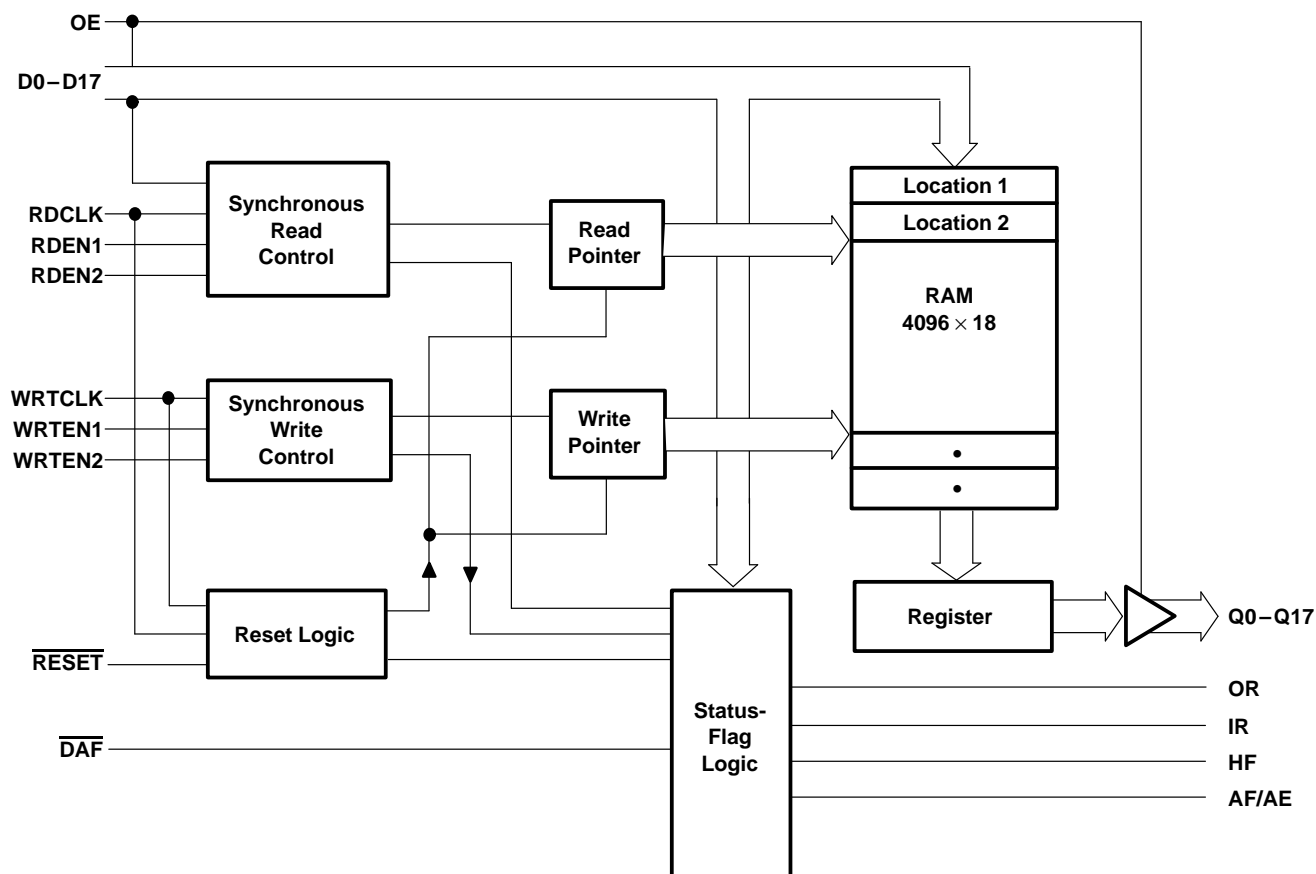 OE
D0–D17
RDCLK
RDEN1
RDEN2
Synchronous
Read
Control
Read
Pointer
Location 1
Location 2
RAM
4096 × 18
WRTCLK
WRTEN1
WRTEN2
Synchronous
Write
Control
Write
Pointer
Reset Logic
RESET
DAF
Status-
Flag
Logic
Register
Q0–Q17
OR
IR
HF
AF/AE